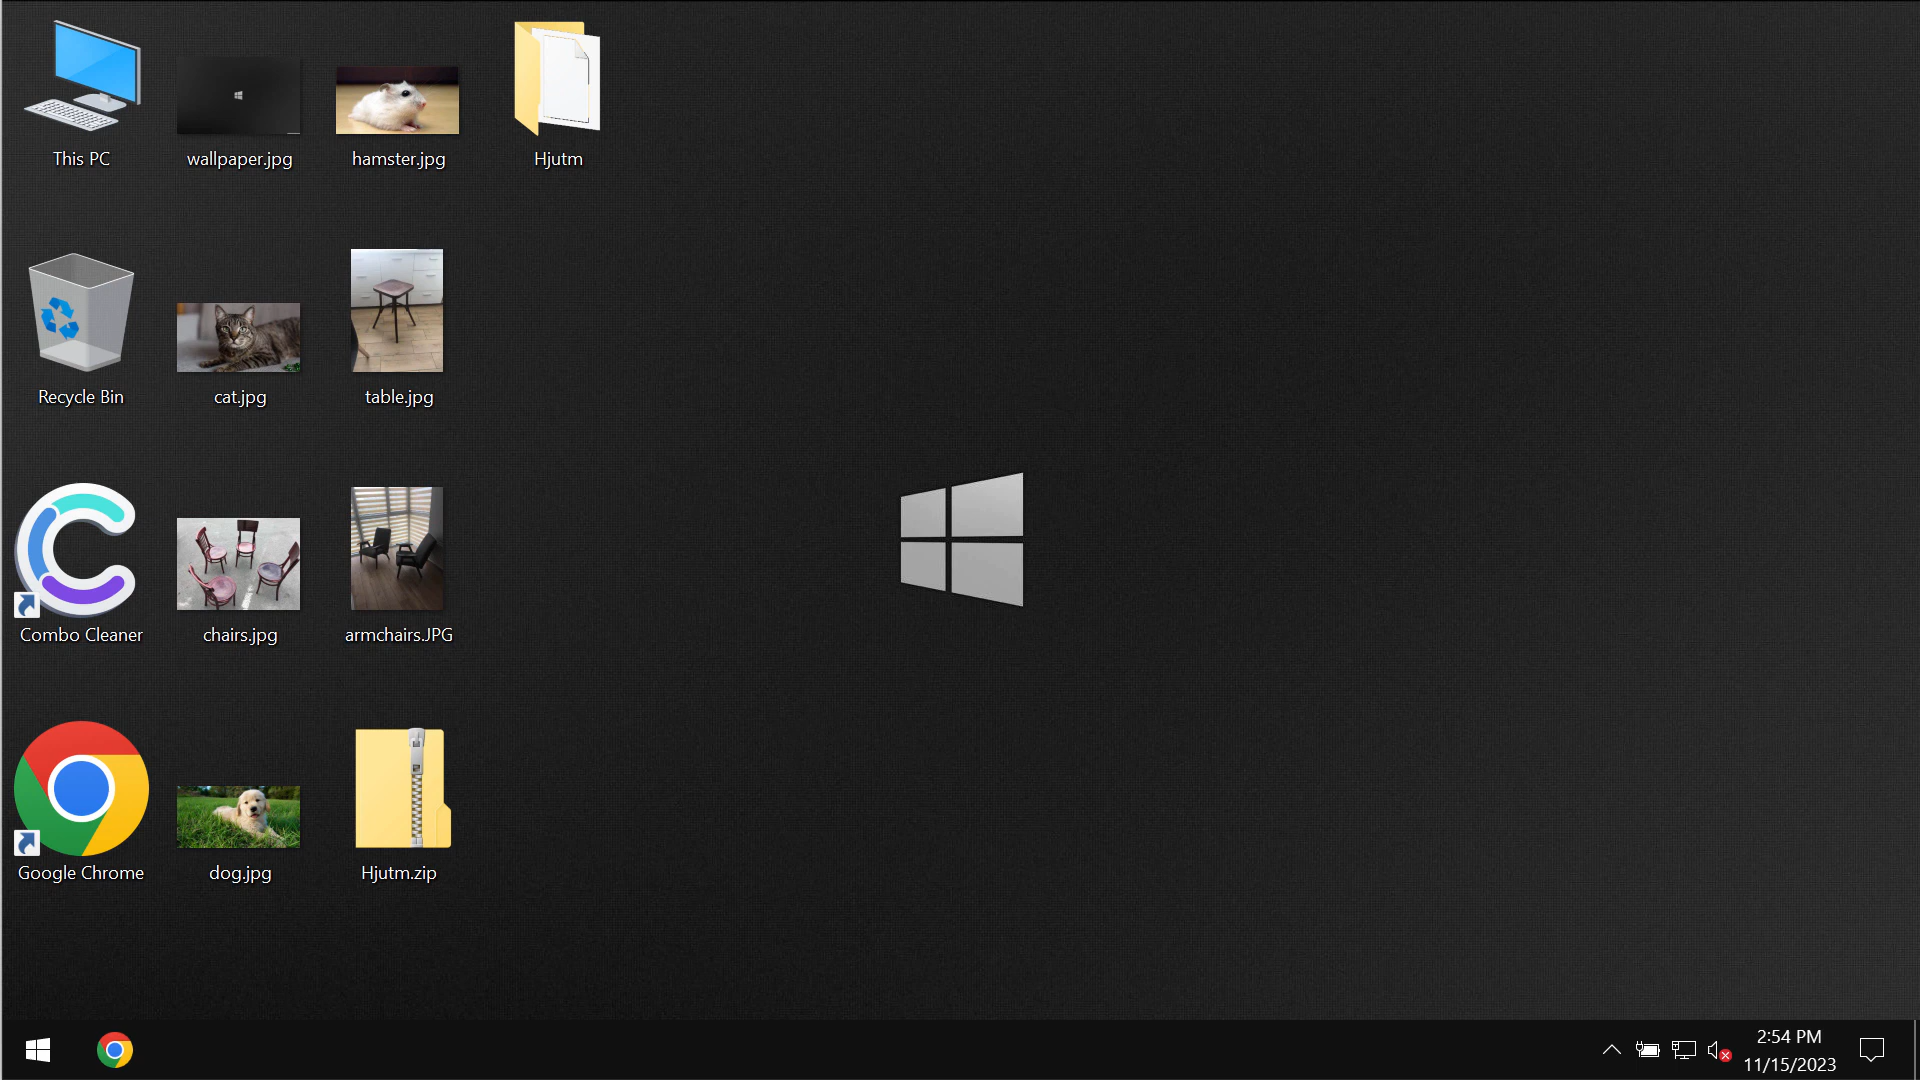 This PC
wallpaper.jpg
hamster.jpg
Hjutm
Recycle Bin
cat.jpg
table.jpg
Combo Cleaner
chairs.jpg
armchairs.JPG
Google Chrome
dog.jpg
Hjutm.zip
2:54 PM
11/15/2023